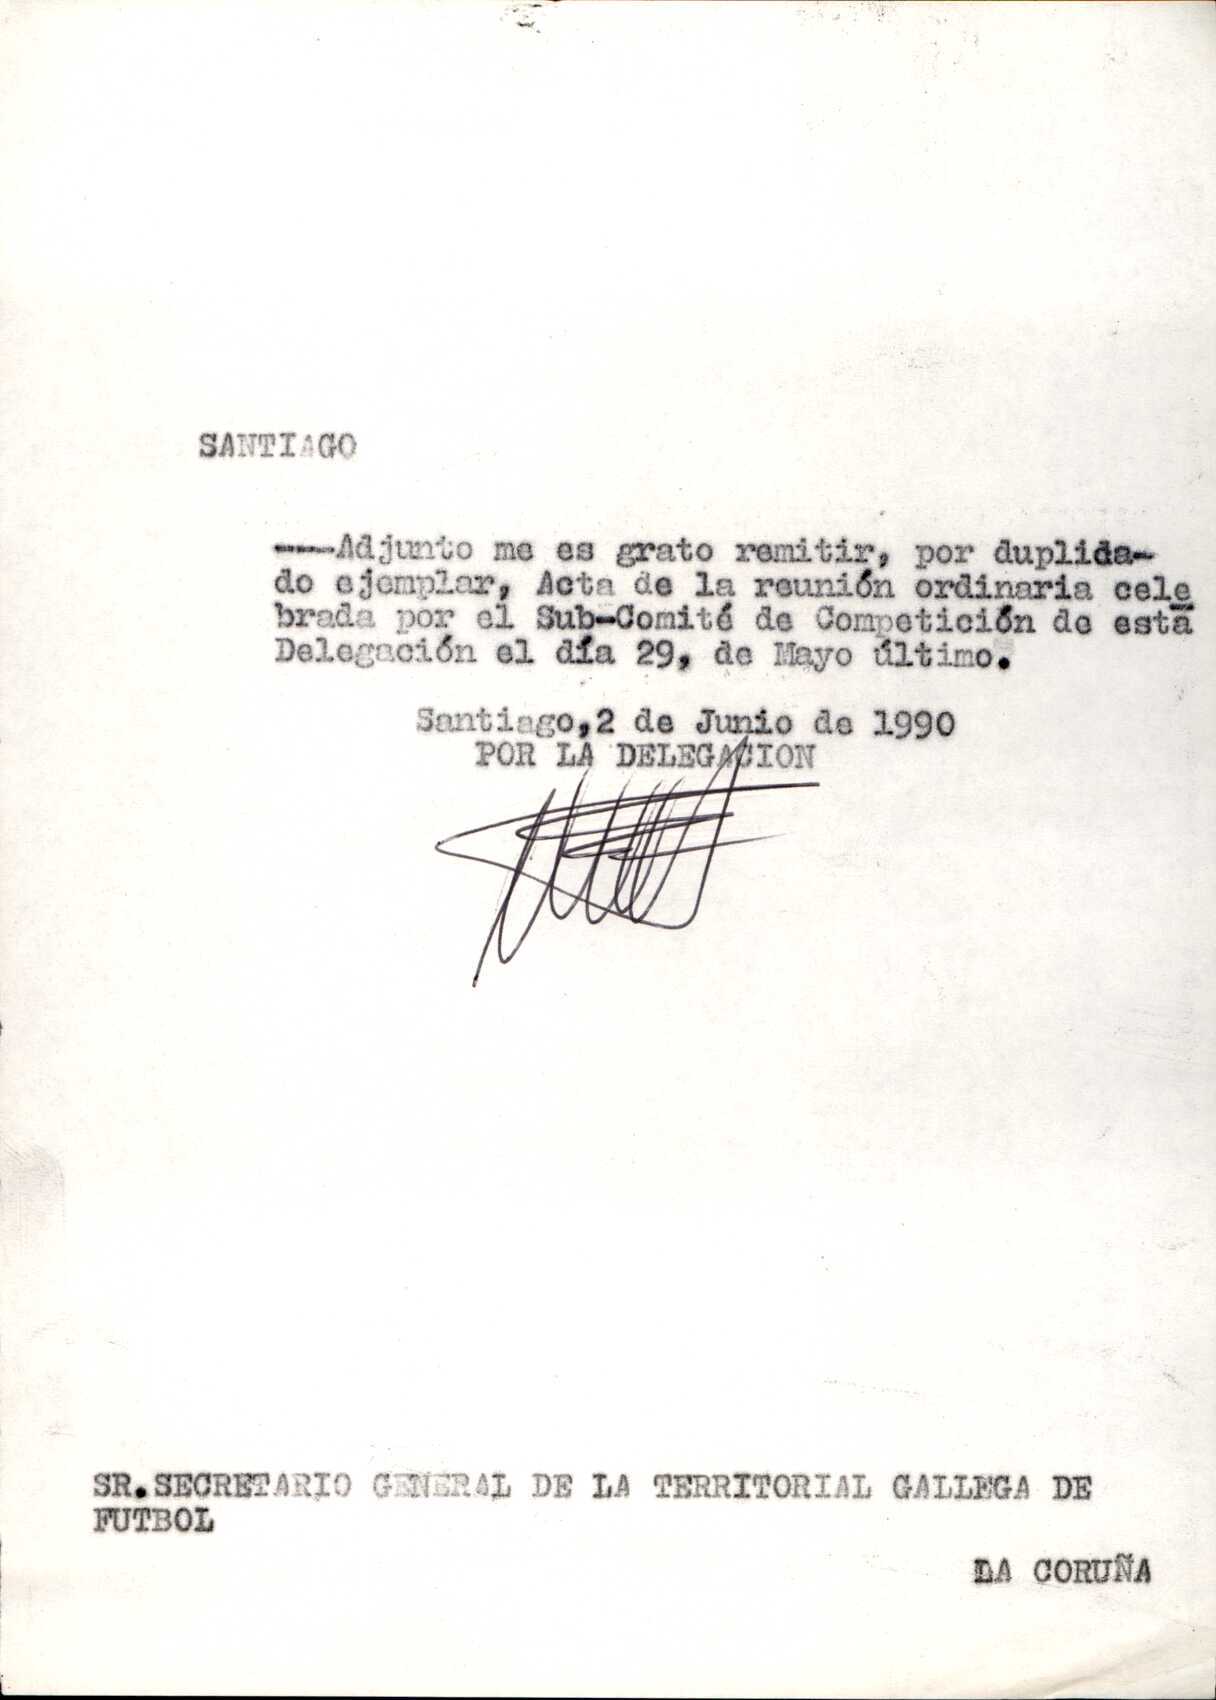 SANTIAGO
----Adjunto me es grato remitir, por duplida-
do ejemplar, Acta de la reunión ordinaria cele
brada por el Sub-Comité de Competición de esta
Delegación el día 29, de Mayo último.
Santiago,2 de Junio de 1990
POR LA DELEGACION
SR.SECRETARIO GENERAL DE LA TERRITORIAL GALLEGA DE
FUTBOL
LA CORUÑA